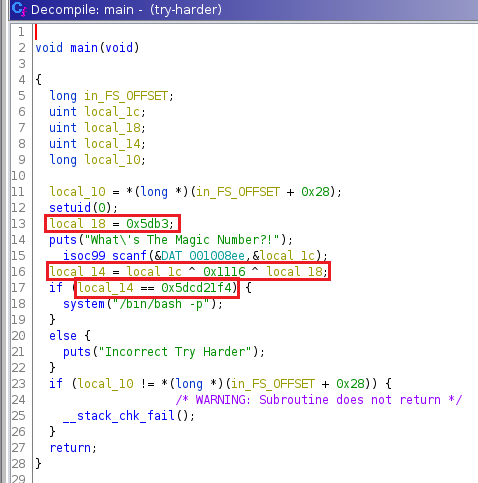 Decompile: main - (try-harder)
1
2 void main(void)
3
4 {
5 long in_FS_OFFSET;
6 uint local_1c;
7 uint local_18;
8 uint local_14;
9 long local_10;
10
11 local_10 = *(long *)(in_FS_OFFSET + 0x28);
12 setuid(0);
13 local_18 = 0x5db3;
14 puts("What\'s The Magic Number?!");
15 __isoc99_scanf(&DAT_001008ee,&local_1c);
16 local_14 = local_1c ^ 0x1116 ^ local_18;
17 if (local_14 == 0x5dcd21f4) {
18 system("/bin/bash -p");
19 }
20 else {
21 puts("Incorrect Try Harder");
22 }
23 if (local_10 != *(long *)(in_FS_OFFSET + 0x28)) {
24 /* WARNING: Subroutine does not return */
25 __stack_chk_fail();
26 }
27 return;
28 }
29